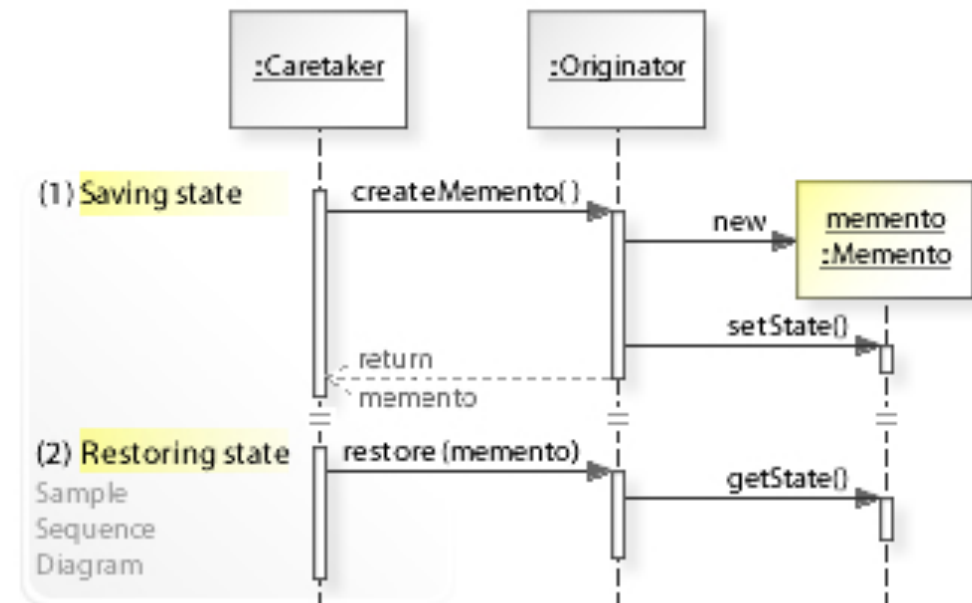 :Caretaker
:Originator
(1) Saving state
createMemento( )
new
memento
:Memento
setState()
return
memento
(2) Restoring state
restore (memento)
getState()
Sample
Sequence
Diagram